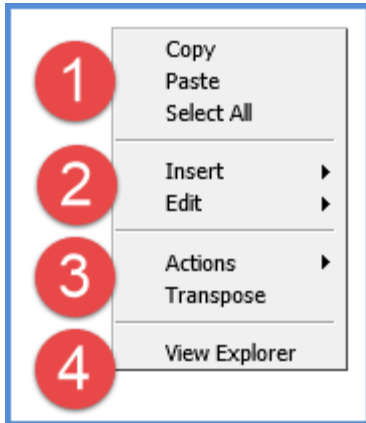 1
Copy
Paste
Select All
2
Insert
Edit
3
Actions
Transpose
4
View Explorer